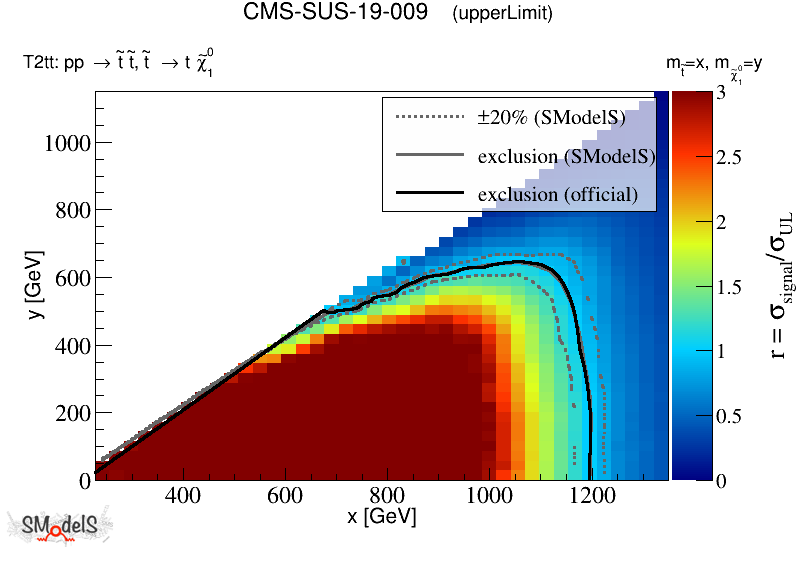 CMS-SUS-19-009 (upperLimit)
T2tt: pp → t̃ t̃, t̃ → t χ̃₁⁰
m_t̃=x, m_χ̃₁⁰=y
±20% (SModelS)
exclusion (SModelS)
exclusion (official)
1000
800
600
400
200
0
y [GeV]
400
600
800
1000
1200
x [GeV]
3
2.5
2
1.5
1
0.5
0
r = σ_signal/σ_UL
SModelS